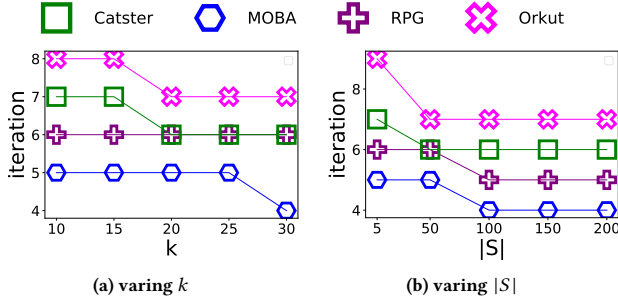 Catster MOBA RPG Orkut
8
7
6
5
4
iteration
10 15 20 25 30
k
(a) varing k
8
6
4
iteration
5 50 100 150 200
|S|
(b) varing |S|